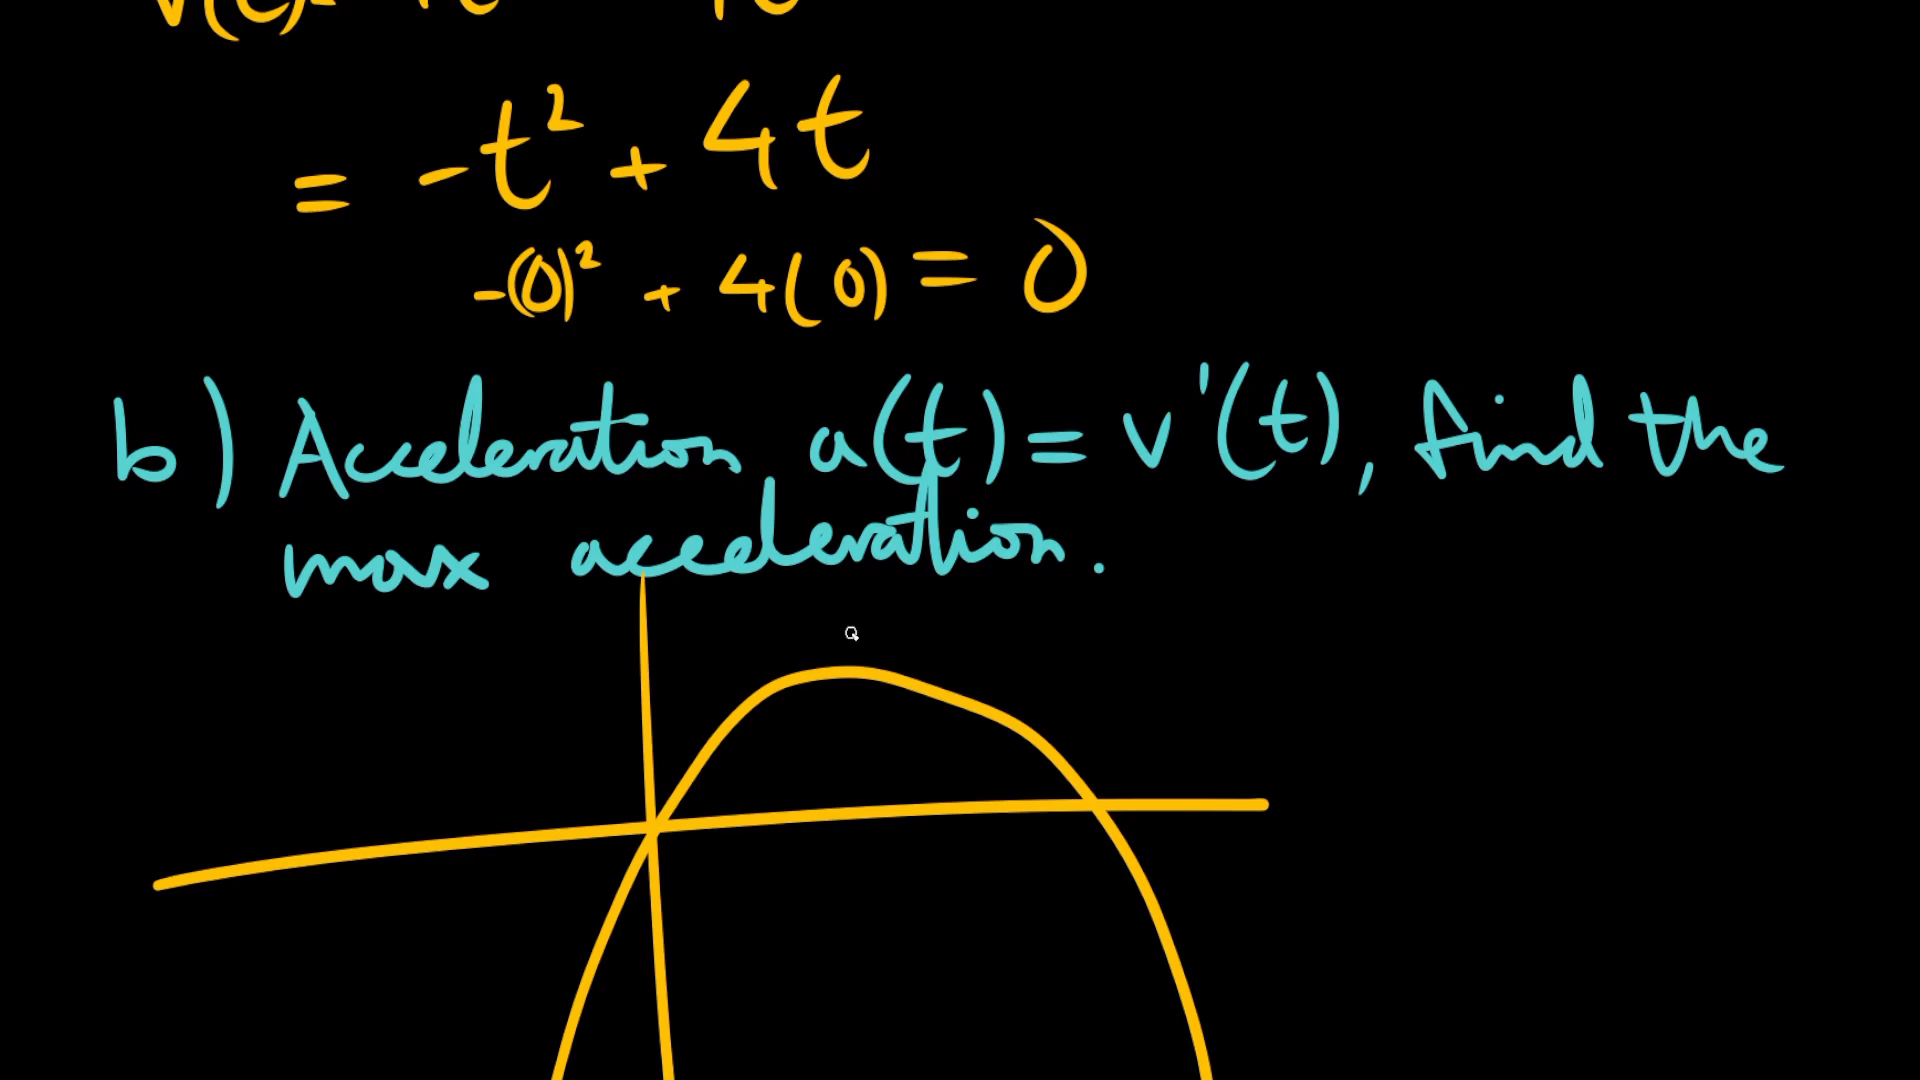 = -t² + 4t
-(0)² + 4(0) = 0
b) Acceleration a(t) = v'(t), find the
max acceleration.